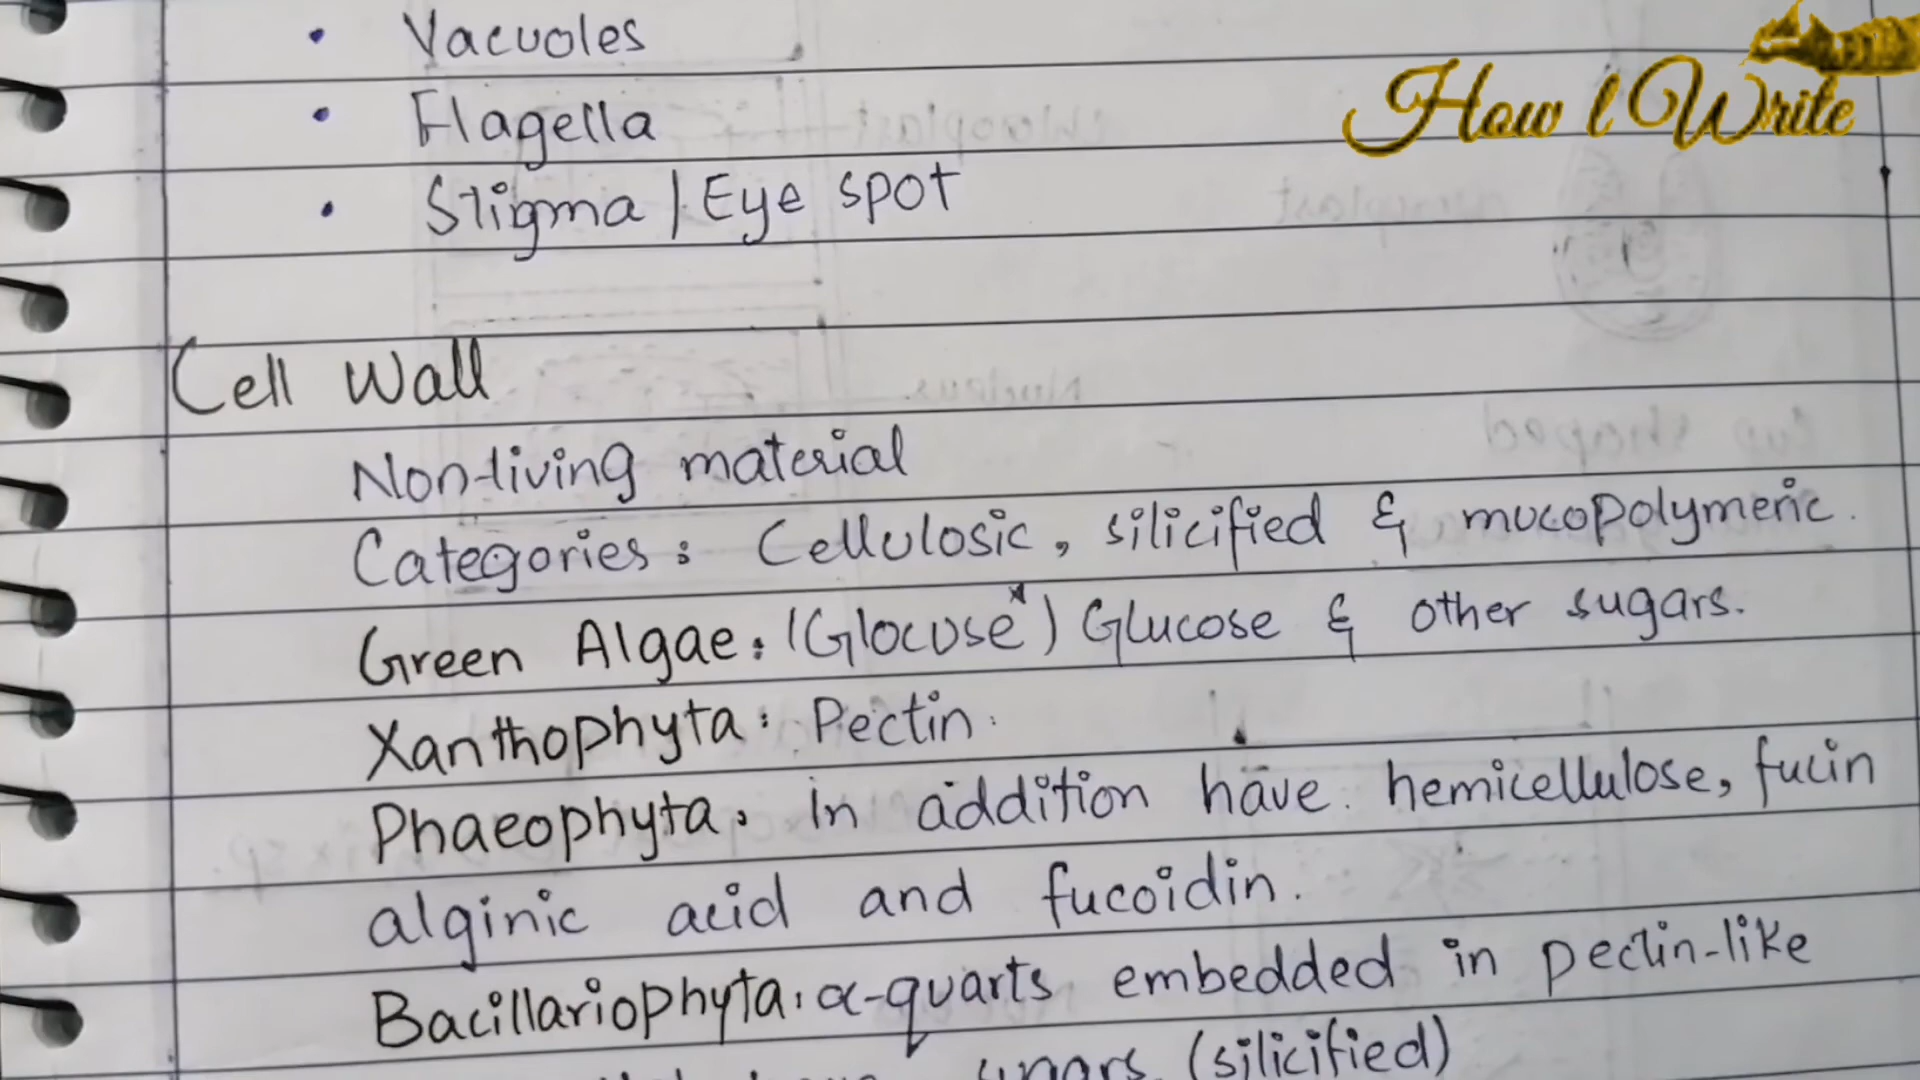 • Vacuoles
How I Write
• Flagella
• Stigma | Eye spot
Cell Wall
Non-living material
Categories: Cellulosic, silicified & mucopolymeric.
Green Algae: (Glocuse*) Glucose & other sugars.
Xanthophyta: Pectin.
Phaeophyta: in addition have hemicellulose, fucin
alginic acid and fucoidin.
Bacillariophyta: α-quarts embedded in pectin-like
sugars (silicified)